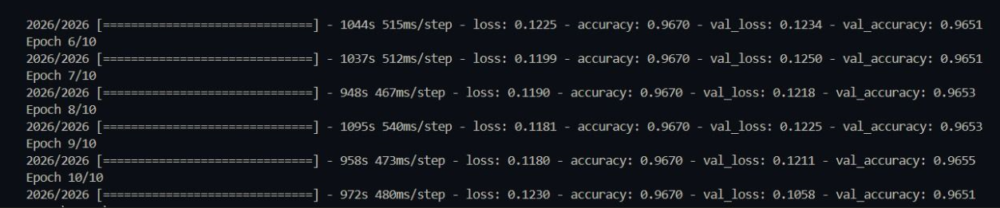 2026/2026 [==============================] - 1044s 515ms/step - loss: 0.1225 - accuracy: 0.9670 - val_loss: 0.1234 - val_accuracy: 0.9651
Epoch 6/10
2026/2026 [==============================] - 1037s 512ms/step - loss: 0.1199 - accuracy: 0.9670 - val_loss: 0.1250 - val_accuracy: 0.9651
Epoch 7/10
2026/2026 [==============================] - 948s 467ms/step - loss: 0.1190 - accuracy: 0.9670 - val_loss: 0.1218 - val_accuracy: 0.9653
Epoch 8/10
2026/2026 [==============================] - 1095s 540ms/step - loss: 0.1181 - accuracy: 0.9670 - val_loss: 0.1225 - val_accuracy: 0.9653
Epoch 9/10
2026/2026 [==============================] - 958s 473ms/step - loss: 0.1180 - accuracy: 0.9670 - val_loss: 0.1211 - val_accuracy: 0.9655
Epoch 10/10
2026/2026 [==============================] - 972s 480ms/step - loss: 0.1230 - accuracy: 0.9670 - val_loss: 0.1058 - val_accuracy: 0.9651